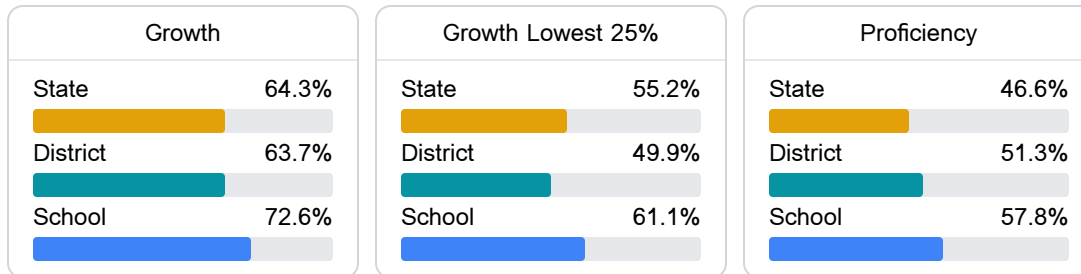 Growth
State 64.3%
District 63.7%
School 72.6%
Growth Lowest 25%
State 55.2%
District 49.9%
School 61.1%
Proficiency
State 46.6%
District 51.3%
School 57.8%